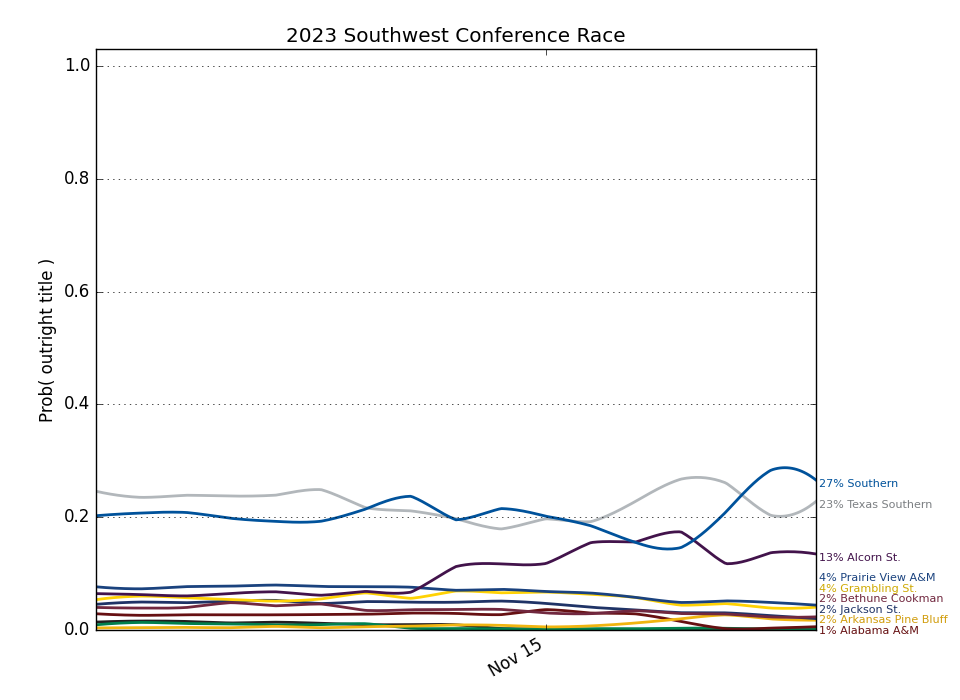 2023 Southwest Conference Race
1.0
0.8
0.6
0.4
0.2
0.0
Prob( outright title )
Nov 15
27% Southern
23% Texas Southern
13% Alcorn St.
4% Prairie View A&M
4% Grambling St.
2% Bethune Cookman
2% Jackson St.
2% Arkansas Pine Bluff
1% Alabama A&M